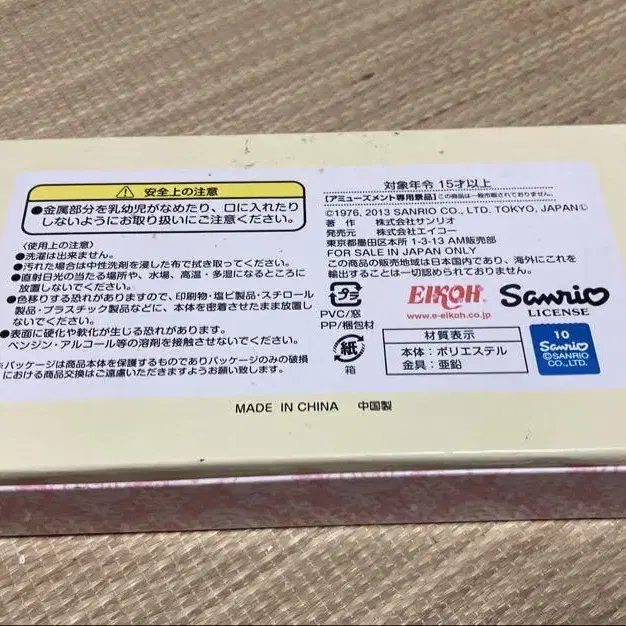 ⚠ 安全上の注意
●金属部分を乳幼児がなめたり、口に入れたり
しないようにお取り扱いにご注意ください。
〈使用上の注意〉
●洗濯は出来ません。
●汚れた場合は中性洗剤を浸した布で拭き取ってください。
●直射日光の当たる場所や、水場、高温・多湿になるところに
放置しないでください。
●色移りする恐れがありますので、印刷物・塩ビ製品・スチロール
製品・プラスチック製品などに、本体を密着させたまま放置し
ないでください。
●表面に硬化や軟化が生じる恐れがあります。
ベンジン・アルコール等の溶剤を接触させないでください。
※パッケージは商品本体を保護するものでありパッケージのみの破損
における商品交換はご遠慮いただきますようお願い致します。
対象年令 15才以上
【アミューズメント専用景品】この商品は一般市販されておりません。
©1976, 2013 SANRIO CO., LTD. TOKYO, JAPAN Ⓛ
著作 株式会社サンリオ
発売元 株式会社エイコー
東京都墨田区本所 1-3-13 AM販売部
FOR SALE IN JAPAN ONLY
この商品の販売地域は日本国内であり、海外にこれを
輸出することは一切認められておりません。
プラ
PVC/窓
PP/梱包材
紙
箱
EIKOH®
www.e-eikoh.co.jp
Sanrio
LICENSE
材質表示
本体：ポリエステル
金具：亜鉛
10
Sanrio
©SANRIO
CO.,LTD.
MADE IN CHINA 中国製